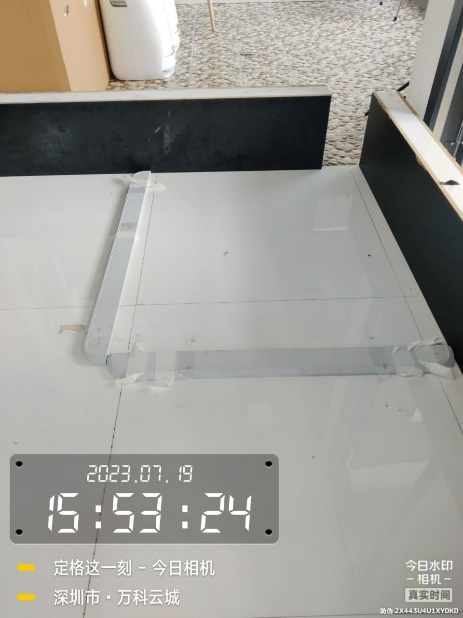 2023.07.19
15:53:24
定格这一刻 - 今日相机
深圳市·万科云城
今日水印
-相机-
真实时间
防伪 2X443U4U1XYDKD